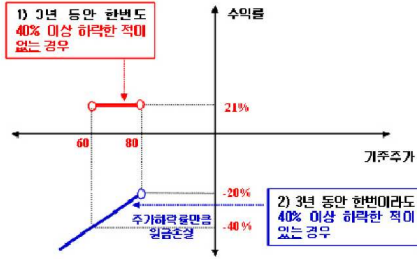 1) 3년 동안 한번도
40% 이상 하락한 적이
없는 경우
수익률
21%
60
80
기준주가
-20%
주가하락률만큼
원금손실
-40%
2) 3년 동안 한번이라도
40% 이상 하락한 적이
있는 경우